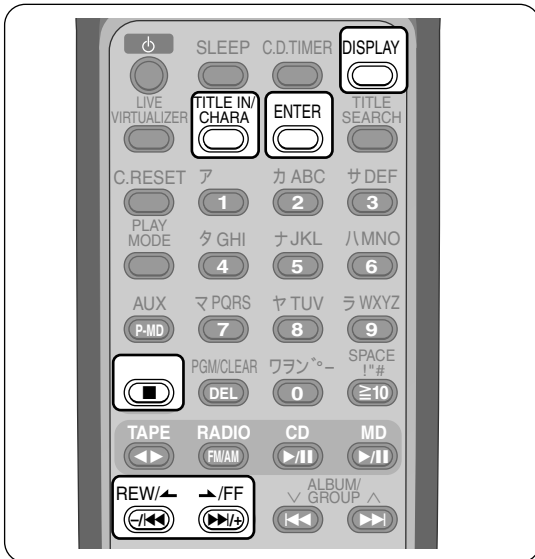 SLEEP C.D.TIMER DISPLAY
LIVE VIRTUALIZER
TITLE IN/ CHARA
ENTER
TITLE SEARCH
C.RESET ア カ ABC サ DEF
1 2 3
PLAY MODE
タ GHI ナ JKL ハ MNO
4 5 6
AUX マ PQRS ヤ TUV ラ WXYZ
P-MD 7 8 9
PGM/CLEAR ワヲン゛゜ー SPACE !"#
■ DEL 0 ≧10
TAPE RADIO CD MD
◀▶ FM/AM ▶/II ▶/II
REW/ /FF
ALBUM/ GROUP
−/I◀◀ ▶▶I/+ I◀◀ ▶▶I